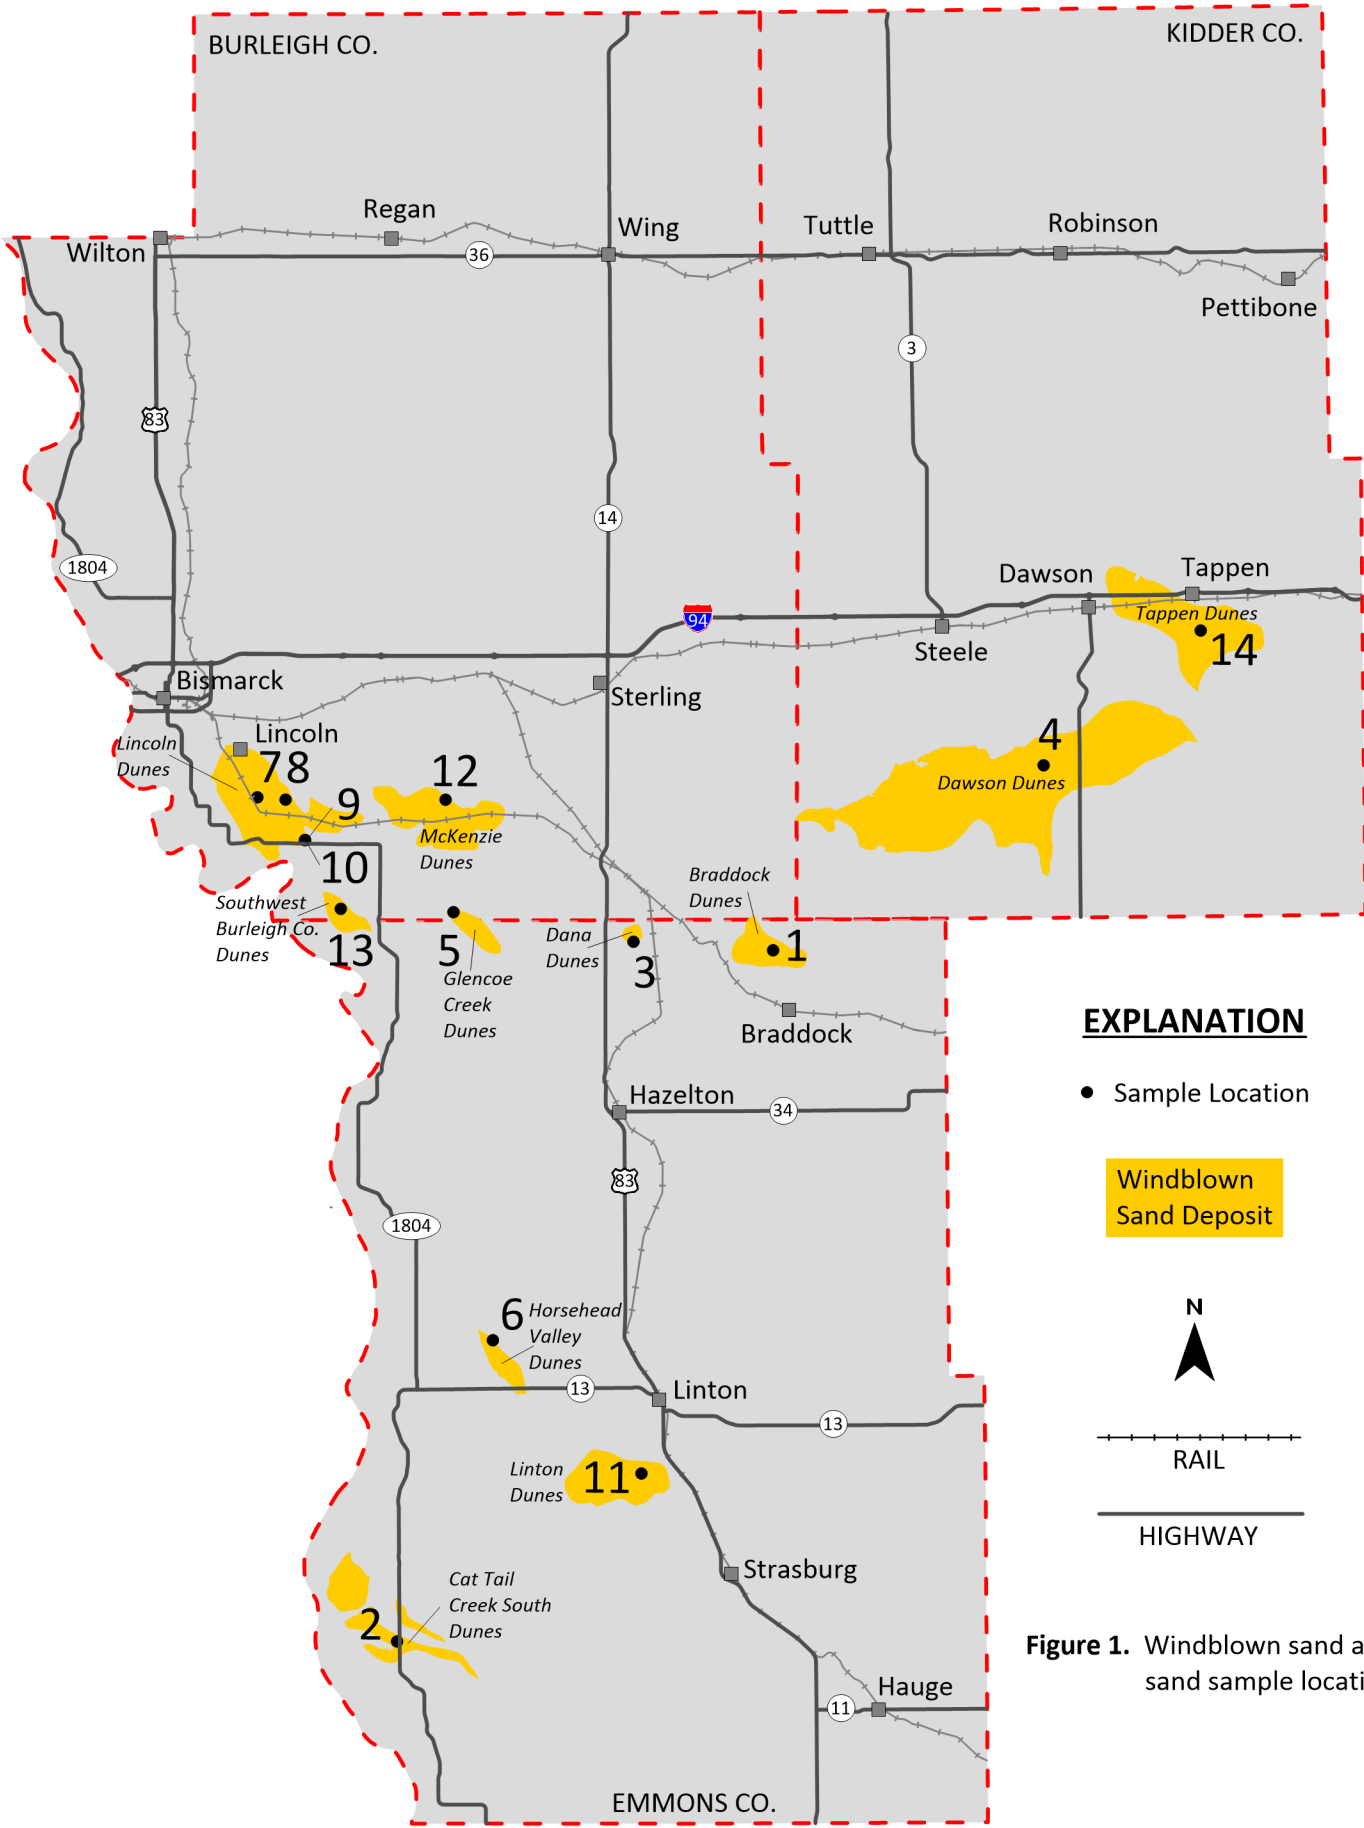 BURLEIGH CO.
KIDDER CO.
Regan
Wing
Tuttle
Robinson
Wilton
36
Pettibone
3
83
14
1804
Dawson
Tappen
Tappen Dunes
94
14
Steele
Bismarck
Sterling
Lincoln
Lincoln
Dunes
7 8
12
4
Dawson Dunes
9
McKenzie
Dunes
10
Braddock
Dunes
Southwest
Burleigh Co.
Dunes
13
5
Glencoe
Creek
Dunes
Dana
Dunes
3
1
Braddock
EXPLANATION
Sample Location
Hazelton
34
Windblown
Sand Deposit
83
1804
N
6
Horsehead
Valley
Dunes
13
Linton
13
RAIL
Linton
Dunes
11
HIGHWAY
Strasburg
Cat Tail
Creek South
Dunes
2
Figure 1. Windblown sand a
sand sample locati
Hauge
11
EMMONS CO.